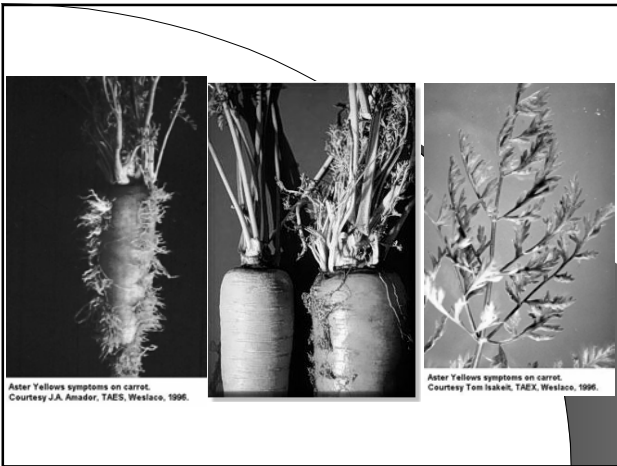 Aster Yellows symptoms on carrot.
Courtesy J.A. Amador, TAES, Weslaco, 1996.
Aster Yellows symptoms on carrot.
Courtesy Tom Isakeit, TAEX, Weslaco, 1996.